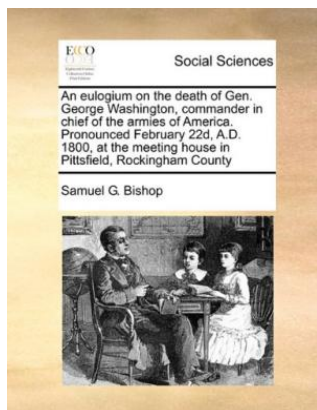 ECCO
Social Sciences
An eulogium on the death of Gen.
George Washington, commander in
chief of the armies of America.
Pronounced February 22d, A.D.
1800, at the meeting house in
Pittsfield, Rockingham County
Samuel G. Bishop